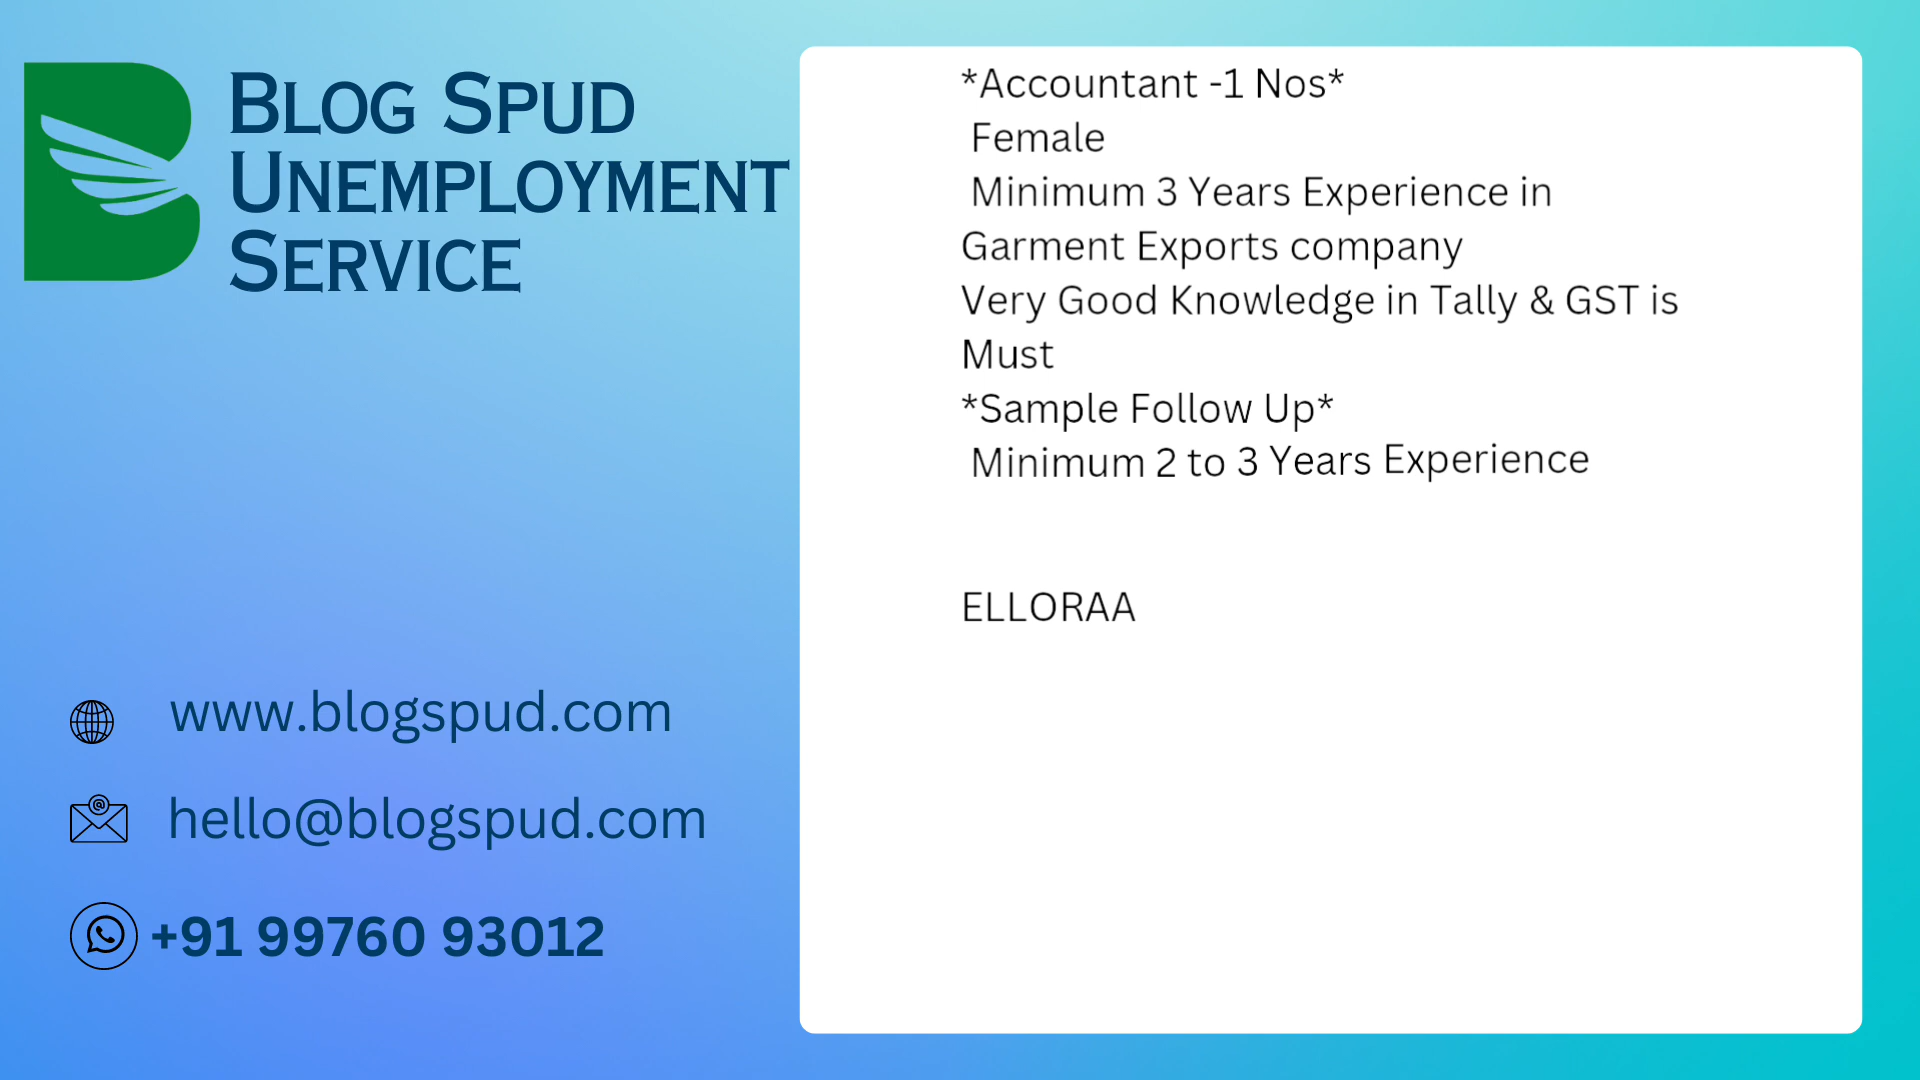 Blog Spud
Unemployment
Service
www.blogspud.com
hello@blogspud.com
+91 99760 93012
*Accountant -1 Nos*
Female
Minimum 3 Years Experience in
Garment Exports company
Very Good Knowledge in Tally & GST is
Must
*Sample Follow Up*
Minimum 2 to 3 Years Experience
ELLORAA